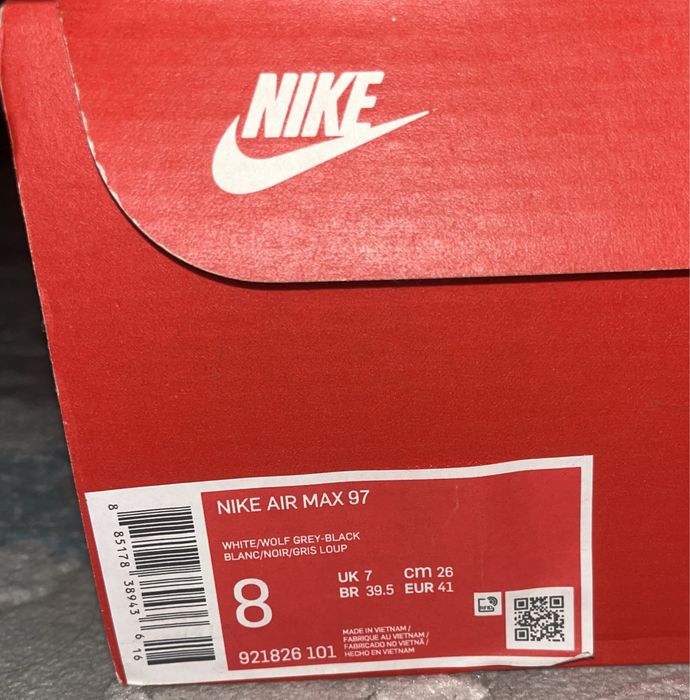 NIKE
NIKE AIR MAX 97
WHITE/WOLF GREY-BLACK
BLANC/NOIR/GRIS LOUP
8
UK 7 cm 26
BR 39.5 EUR 41
921826 101
MADE IN VIETNAM /
FABRIQUE AU VIETNAM /
FABRICADO NO VIETNÃ /
HECHO EN VIETNAM
RFID
8 85178 38943 6 16